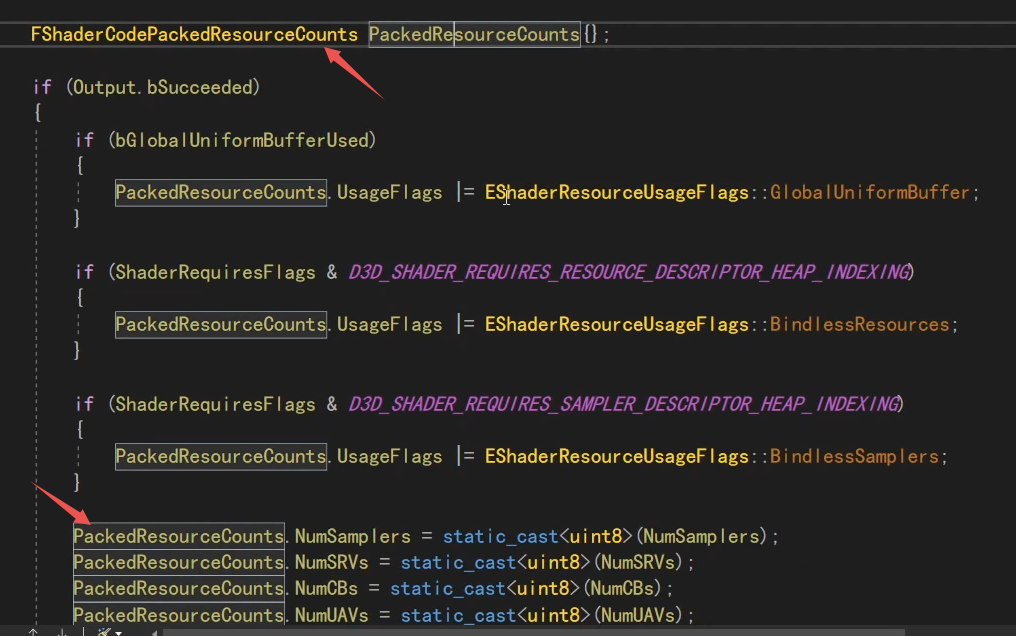 FShaderCodePackedResourceCounts PackedResourceCounts{};
if (Output.bSucceeded)
{
if (bGlobalUniformBufferUsed)
{
PackedResourceCounts.UsageFlags |= EShaderResourceUsageFlags::GlobalUniformBuffer;
}
if (ShaderRequiresFlags & D3D_SHADER_REQUIRES_RESOURCE_DESCRIPTOR_HEAP_INDEXING)
{
PackedResourceCounts.UsageFlags |= EShaderResourceUsageFlags::BindlessResources;
}
if (ShaderRequiresFlags & D3D_SHADER_REQUIRES_SAMPLER_DESCRIPTOR_HEAP_INDEXING)
{
PackedResourceCounts.UsageFlags |= EShaderResourceUsageFlags::BindlessSamplers;
}
PackedResourceCounts.NumSamplers = static_cast<uint8>(NumSamplers);
PackedResourceCounts.NumSRVs = static_cast<uint8>(NumSRVs);
PackedResourceCounts.NumCBs = static_cast<uint8>(NumCBs);
PackedResourceCounts.NumUAVs = static_cast<uint8>(NumUAVs);